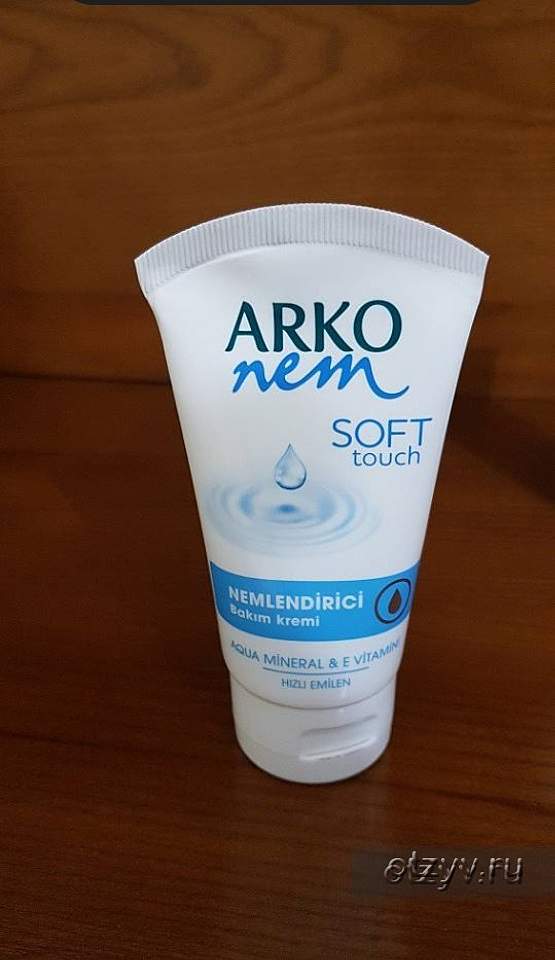 ARKO
nem
SOFT
touch
NEMLENDİRİCİ
Bakım kremi
AQUA MİNERAL & E VİTAMİNİ
HIZLI EMİLEN
otzyv.ru